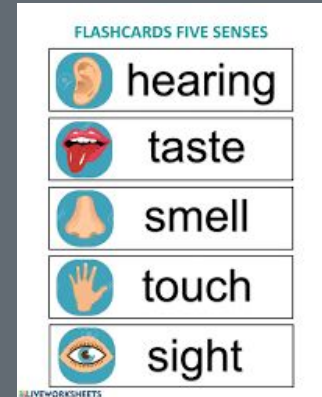 FLASHCARDS FIVE SENSES
hearing
taste
smell
touch
sight
LIVEWORKSHEETS